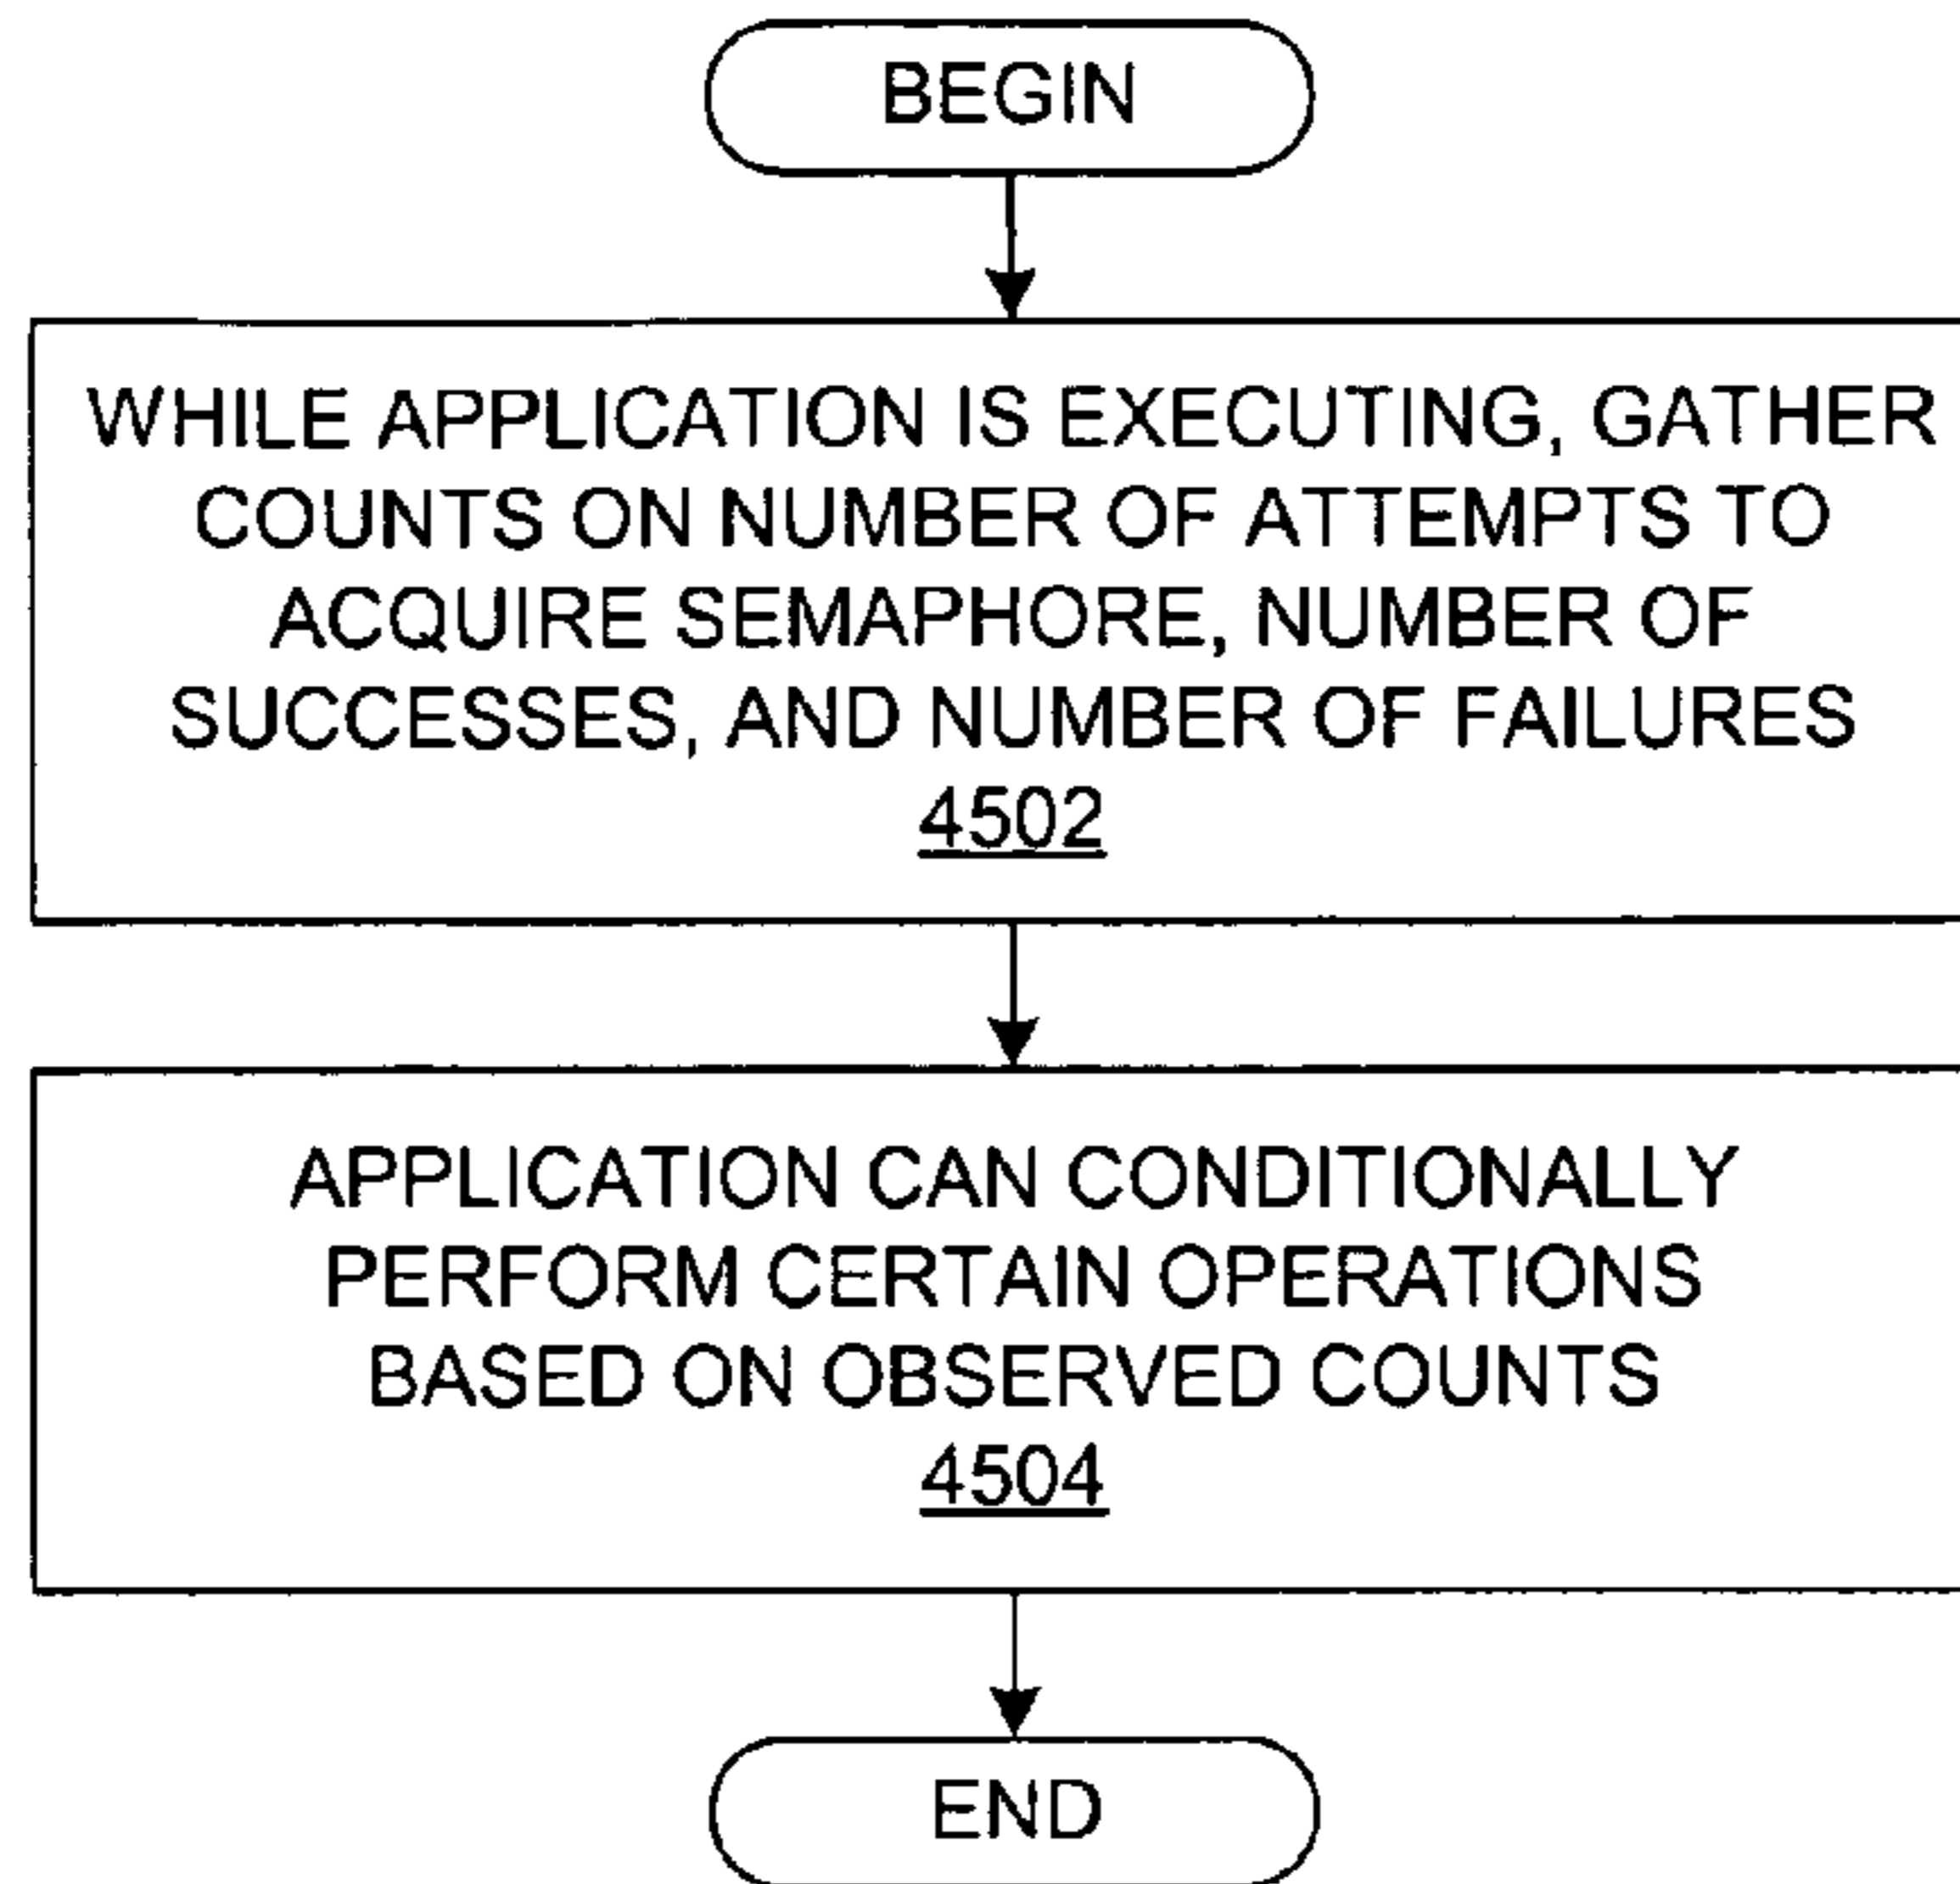 BEGIN
WHILE APPLICATION IS EXECUTING, GATHER
COUNTS ON NUMBER OF ATTEMPTS TO
ACQUIRE SEMAPHORE, NUMBER OF
SUCCESSES, AND NUMBER OF FAILURES
4502
APPLICATION CAN CONDITIONALLY
PERFORM CERTAIN OPERATIONS
BASED ON OBSERVED COUNTS
4504
END